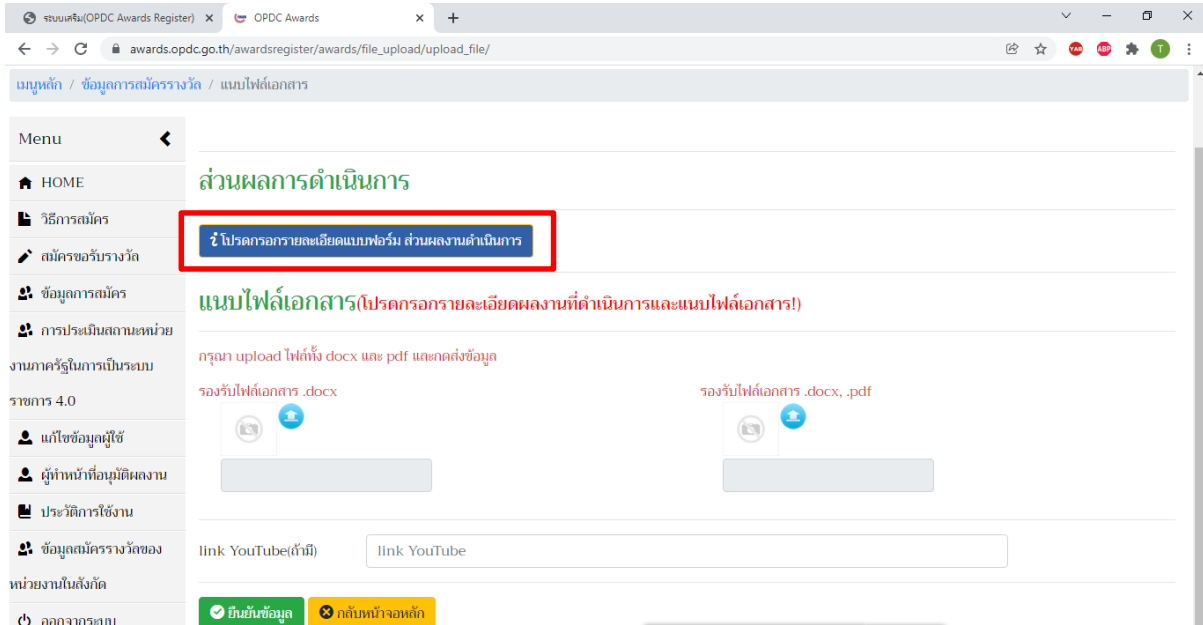 ระบบเสริม(OPDC Awards Register)
OPDC Awards
awards.opdc.go.th/awardsregister/awards/file_upload/upload_file/
YAB
ABP
T
เมนูหลัก / ข้อมูลการสมัครรางวัล / แนบไฟล์เอกสาร
Menu
HOME
วิธีการสมัคร
สมัครขอรับรางวัล
ข้อมูลการสมัคร
การประเมินสถานะหน่วย
งานภาครัฐในการเป็นระบบ
ราชการ 4.0
แก้ไขข้อมูลผู้ใช้
ผู้ทำหน้าที่อนุมัติผลงาน
ประวัติการใช้งาน
ข้อมูลสมัครรางวัลของ
หน่วยงานในสังกัด
ออกจากระบบ
ส่วนผลการดำเนินการ
i โปรดกรอกรายละเอียดแบบฟอร์ม ส่วนผลงานดำเนินการ
แนบไฟล์เอกสาร(โปรดกรอกรายละเอียดผลงานที่ดำเนินการและแนบไฟล์เอกสาร!)
กรุณา upload ไฟล์ทั้ง docx และ pdf และกดส่งข้อมูล
รองรับไฟล์เอกสาร .docx
รองรับไฟล์เอกสาร .docx, .pdf
link YouTube(ถ้ามี)
link YouTube
ยืนยันข้อมูล
กลับหน้าจอหลัก